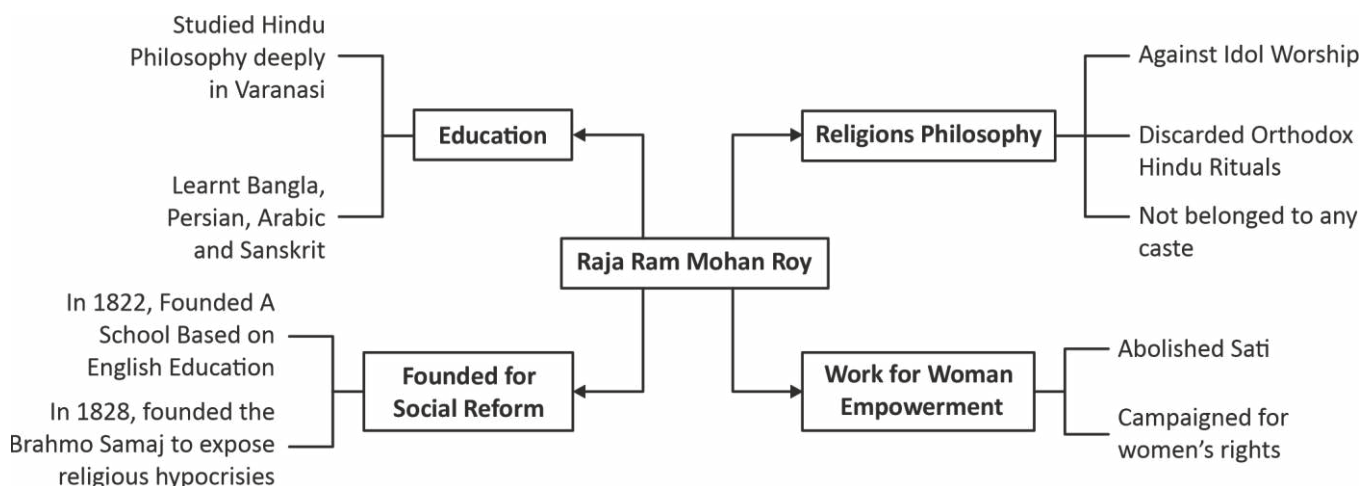 Studied Hindu
Philosophy deeply
in Varanasi
Education
Learnt Bangla,
Persian, Arabic
and Sanskrit
Religions Philosophy
Against Idol Worship
Discarded Orthodox
Hindu Rituals
Not belonged to any
caste
Raja Ram Mohan Roy
In 1822, Founded A
School Based on
English Education
Founded for
Social Reform
In 1828, founded the
Brahmo Samaj to expose
religious hypocrisies
Work for Woman
Empowerment
Abolished Sati
Campaigned for
women’s rights